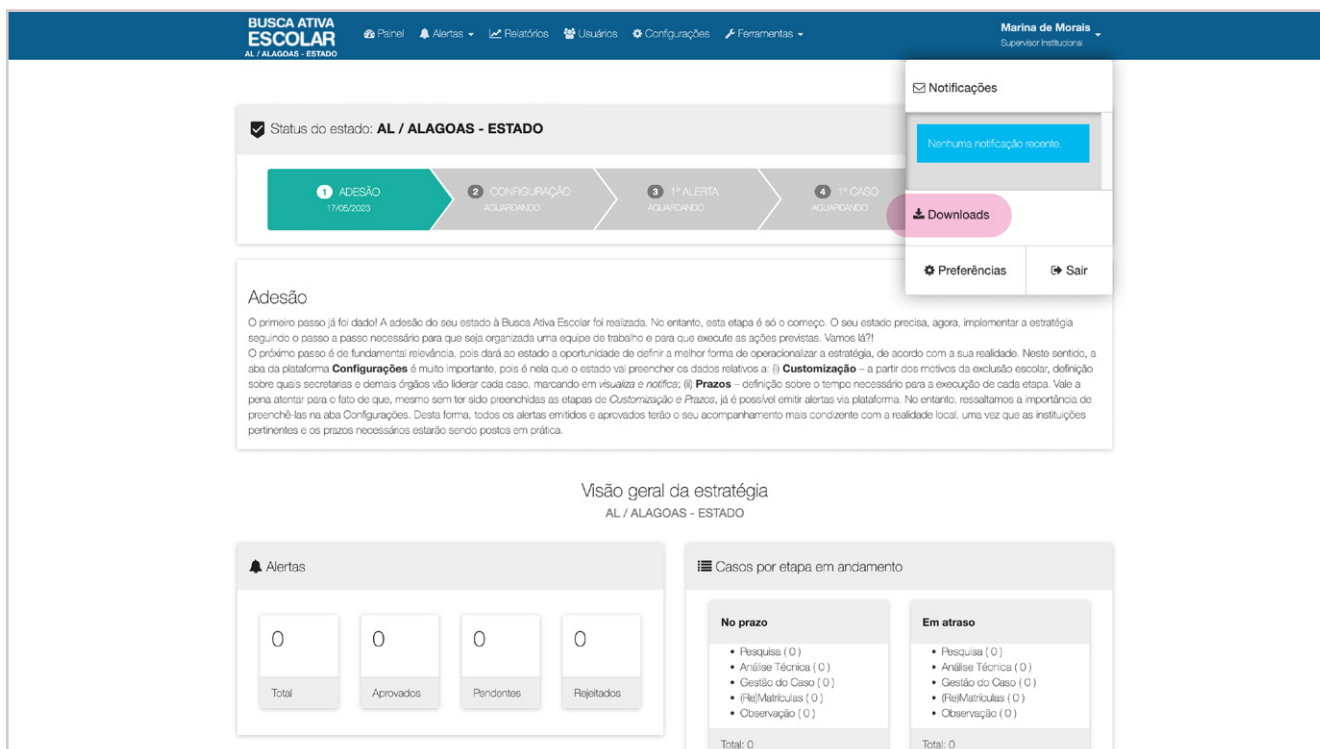 BUSCA ATIVA
ESCOLAR
AL / ALAGOAS - ESTADO
Painel Alertas Relatórios Usuários Configurações Ferramentas
Marina de Morais
Supervisor Institucional
Notificações
Nenhuma notificação recente.
Downloads
Preferências Sair
Status do estado: AL / ALAGOAS - ESTADO
1 ADESÃO
17/05/2023
2 CONFIGURAÇÃO
AGUARDANDO
3 1º ALERTA
AGUARDANDO
4 1º CASO
AGUARDANDO
Adesão
O primeiro passo já foi dado! A adesão do seu estado à Busca Ativa Escolar foi realizada. No entanto, esta etapa é só o começo. O seu estado precisa, agora, implementar a estratégia
seguindo o passo a passo necessário para que seja organizada uma equipe de trabalho e para que execute as ações previstas. Vamos lá?!
O próximo passo é de fundamental relevância, pois dará ao estado a oportunidade de definir a melhor forma de operacionalizar a estratégia, de acordo com a sua realidade. Neste sentido, a
aba da plataforma Configurações é muito importante, pois é nela que o estado vai preencher os dados relativos a: (i) Customização – a partir dos motivos da exclusão escolar, definição
sobre quais secretarias e demais órgãos vão liderar cada caso, marcando em visualiza e notifica; (ii) Prazos – definição sobre o tempo necessário para a execução de cada etapa. Vale a
pena atentar para o fato de que, mesmo sem ter sido preenchidas as etapas de Customização e Prazos, já é possível emitir alertas via plataforma. No entanto, ressaltamos a importância de
preenchê-las na aba Configurações. Desta forma, todos os alertas emitidos e aprovados terão o seu acompanhamento mais condizente com a realidade local, uma vez que as instituições
pertinentes e os prazos necessários estarão sendo postos em prática.
Visão geral da estratégia
AL / ALAGOAS - ESTADO
Alertas
0 0 0 0
Total Aprovados Pendentes Rejeitados
Casos por etapa em andamento
No prazo
• Pesquisa ( 0 )
• Análise Técnica ( 0 )
• Gestão do Caso ( 0 )
• (Re)Matrículas ( 0 )
• Observação ( 0 )
Total: 0
Em atraso
• Pesquisa ( 0 )
• Análise Técnica ( 0 )
• Gestão do Caso ( 0 )
• (Re)Matrículas ( 0 )
• Observação ( 0 )
Total: 0